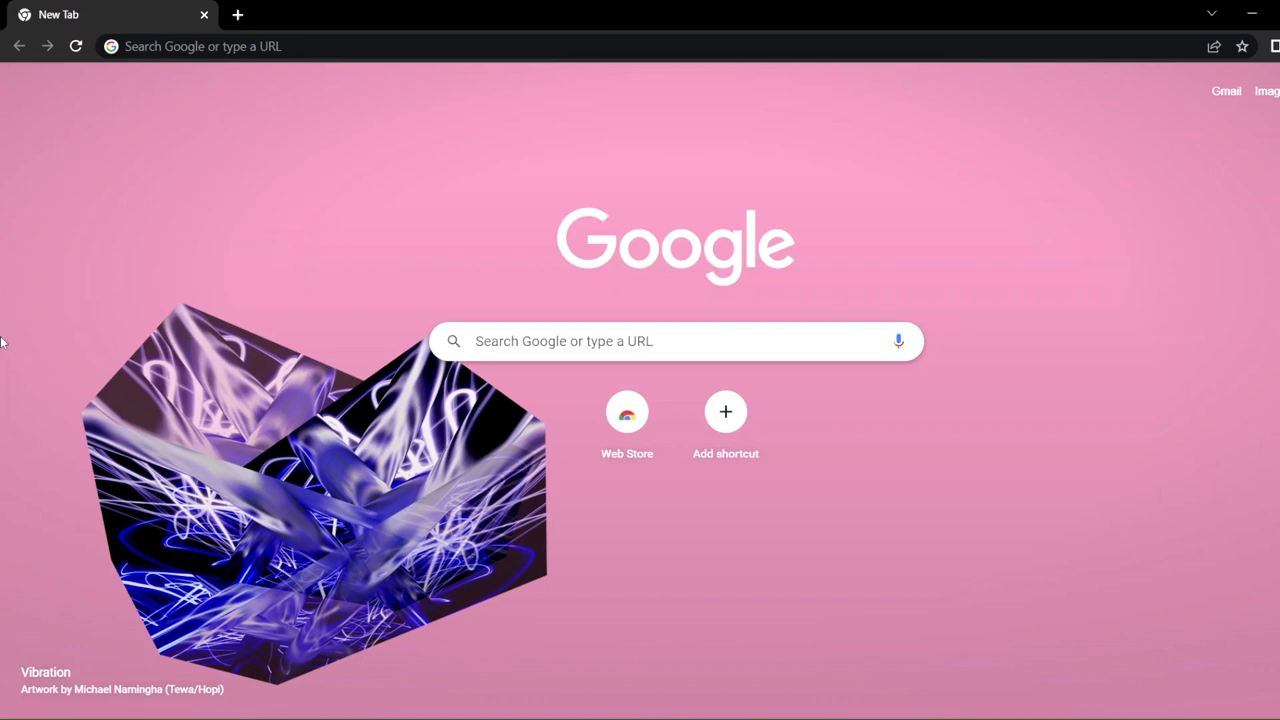 New Tab
Search Google or type a URL
Gmail
Google
Search Google or type a URL
Web Store
Add shortcut
Vibration
Artwork by Michael Namingha (Tewa/Hopi)